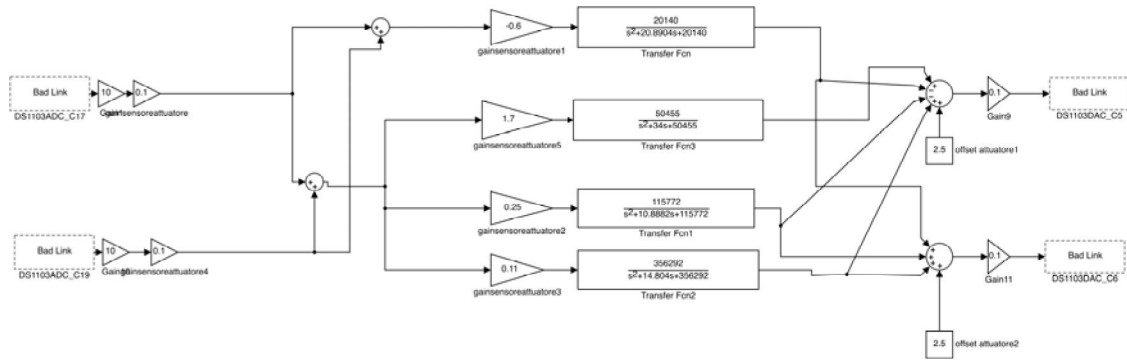 -0.6
gainsensoreattuatore1
20140
s²+20.8904s+20140
Transfer Fcn
Bad Link
DS1103ADC_C17
10
0.1
gainsensoreattuatore
1.7
gainsensoreattuatore5
50455
s²+34s+50455
Transfer Fcn3
0.1
Gain9
Bad Link
DS1103DAC_C5
2.5
offset attuatore1
0.25
gainsensoreattuatore2
115772
s²+10.8882s+115772
Transfer Fcn1
Bad Link
DS1103ADC_C19
10
0.1
gainsensoreattuatore4
0.11
gainsensoreattuatore3
356292
s²+14.804s+356292
Transfer Fcn2
0.1
Gain11
Bad Link
DS1103DAC_C6
2.5
offset attuatore2